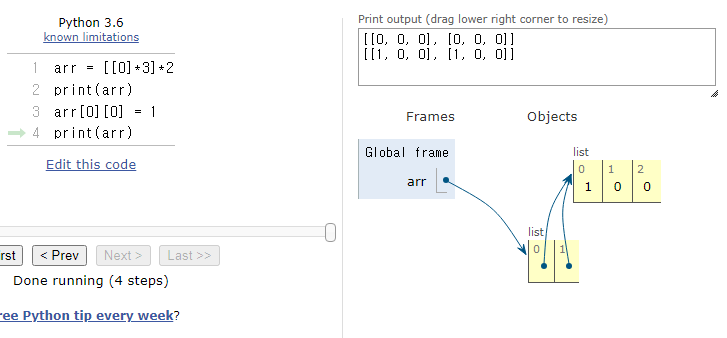 Python 3.6
known limitations
1 arr = [[0]*3]*2
2 print(arr)
3 arr[0][0] = 1
4 print(arr)
Edit this code
rst
< Prev
Next >
Last >>
Done running (4 steps)
ree Python tip every week?
Print output (drag lower right corner to resize)
[[0, 0, 0], [0, 0, 0]]
[[1, 0, 0], [1, 0, 0]]
Frames
Objects
Global frame
arr
list
0 1 2
1 0 0
list
0 1